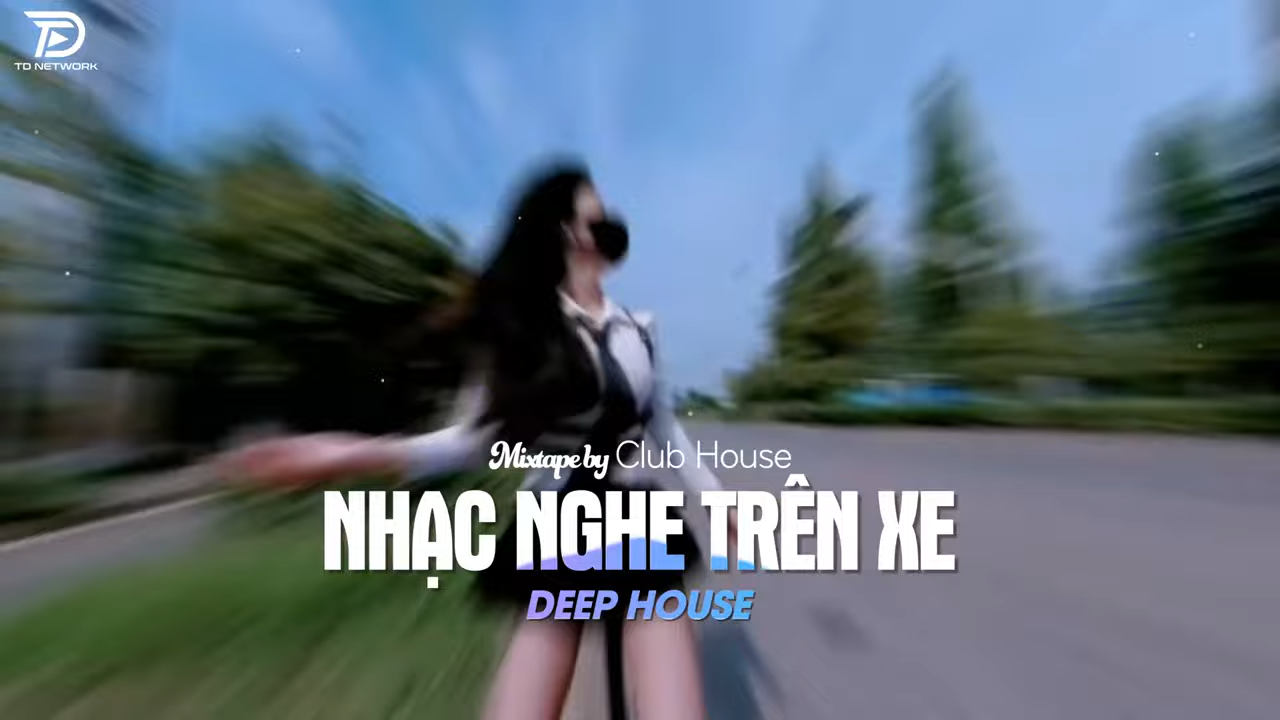 TD NETWORK
Mixtape by Club House
NHẠC NGHE TRÊN XE
DEEP HOUSE